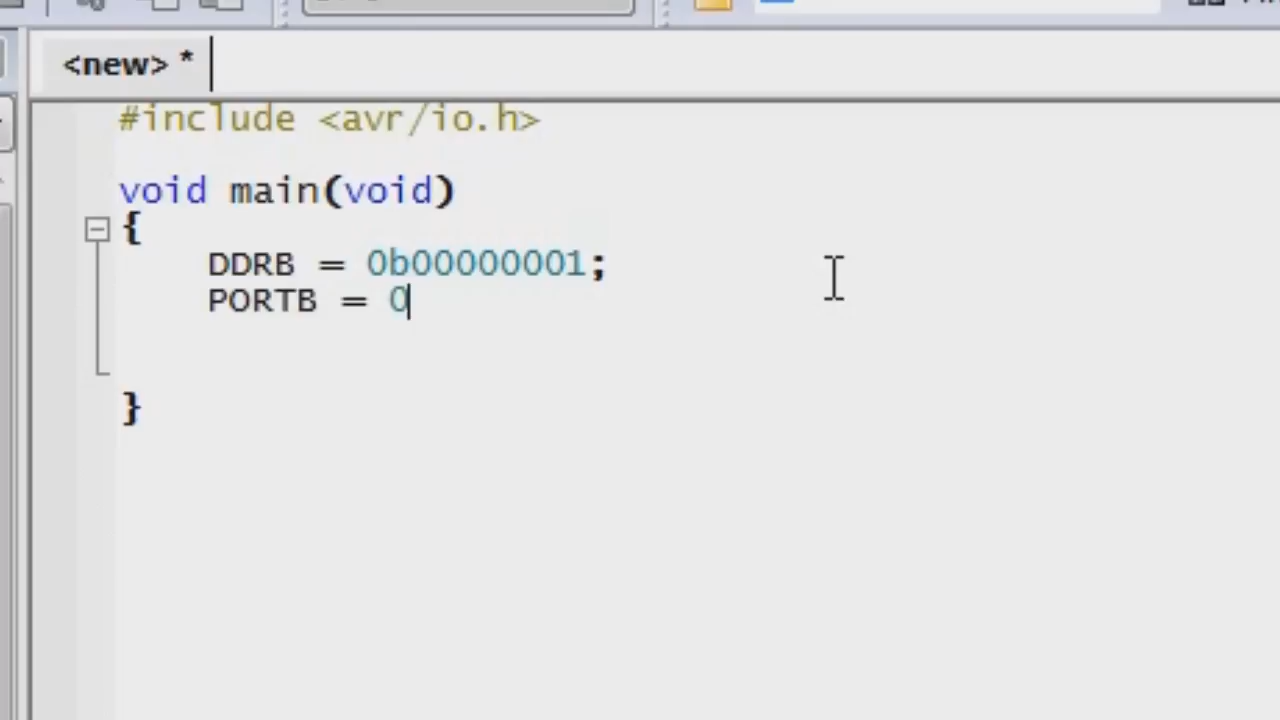 <new> *
#include <avr/io.h>
void main(void)
{
DDRB = 0b00000001;
PORTB = 0
}